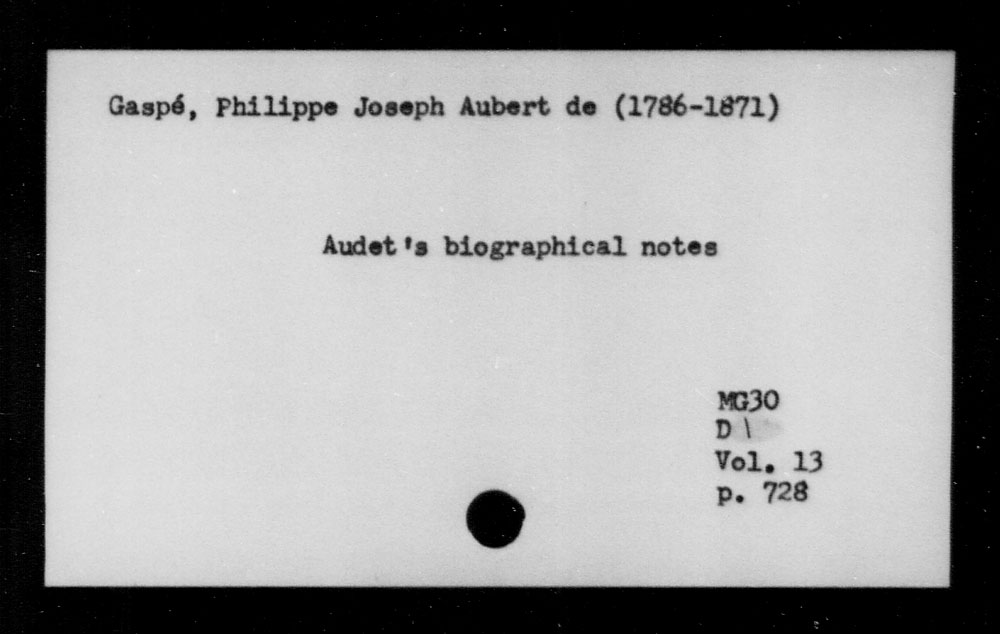 Gaspé, Philippe Joseph Aubert de (1786-1871)
Audet's biographical notes
MG30
D \
Vol. 13
p. 728